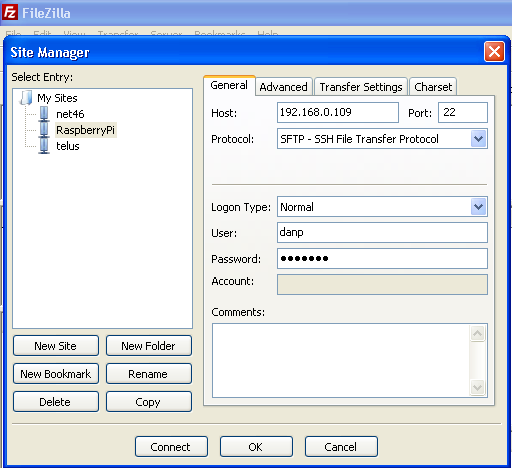 FileZilla
File Edit View Transfer Server Bookmarks Help
Site Manager
Select Entry:
My Sites
net46
RaspberryPi
telus
New Site New Folder
New Bookmark Rename
Delete Copy
General Advanced Transfer Settings Charset
Host: 192.168.0.109 Port: 22
Protocol: SFTP - SSH File Transfer Protocol
Logon Type: Normal
User: danp
Password: ●●●●●●●
Account:
Comments:
Connect OK Cancel